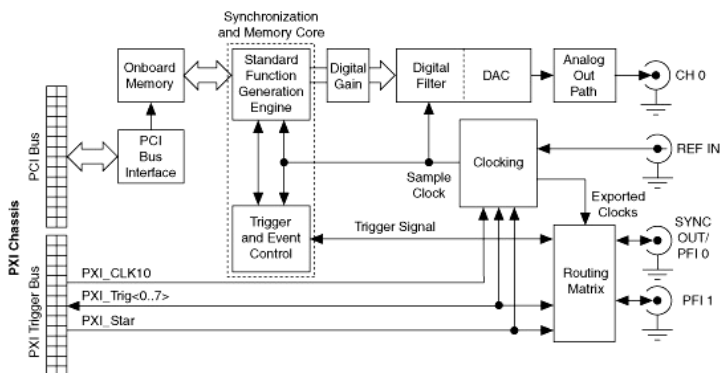 Synchronization
and Memory Core
Onboard
Memory
Standard
Function
Generation
Engine
Digital
Gain
Digital
Filter
DAC
Analog
Out
Path
CH 0
PCI
Bus
Interface
PCI Bus
Clocking
REF IN
Sample
Clock
Exported
Clocks
PXI Chassis
Trigger
and Event
Control
Trigger Signal
SYNC
OUT/
PFI 0
PXI Trigger Bus
PXI_CLK10
Routing
Matrix
PXI_Trig<0..7>
PFI 1
PXI_Star